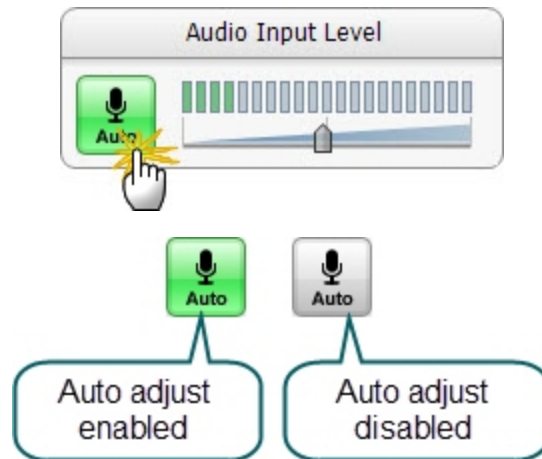 Audio Input Level
Auto
Auto
Auto
Auto adjust
enabled
Auto adjust
disabled